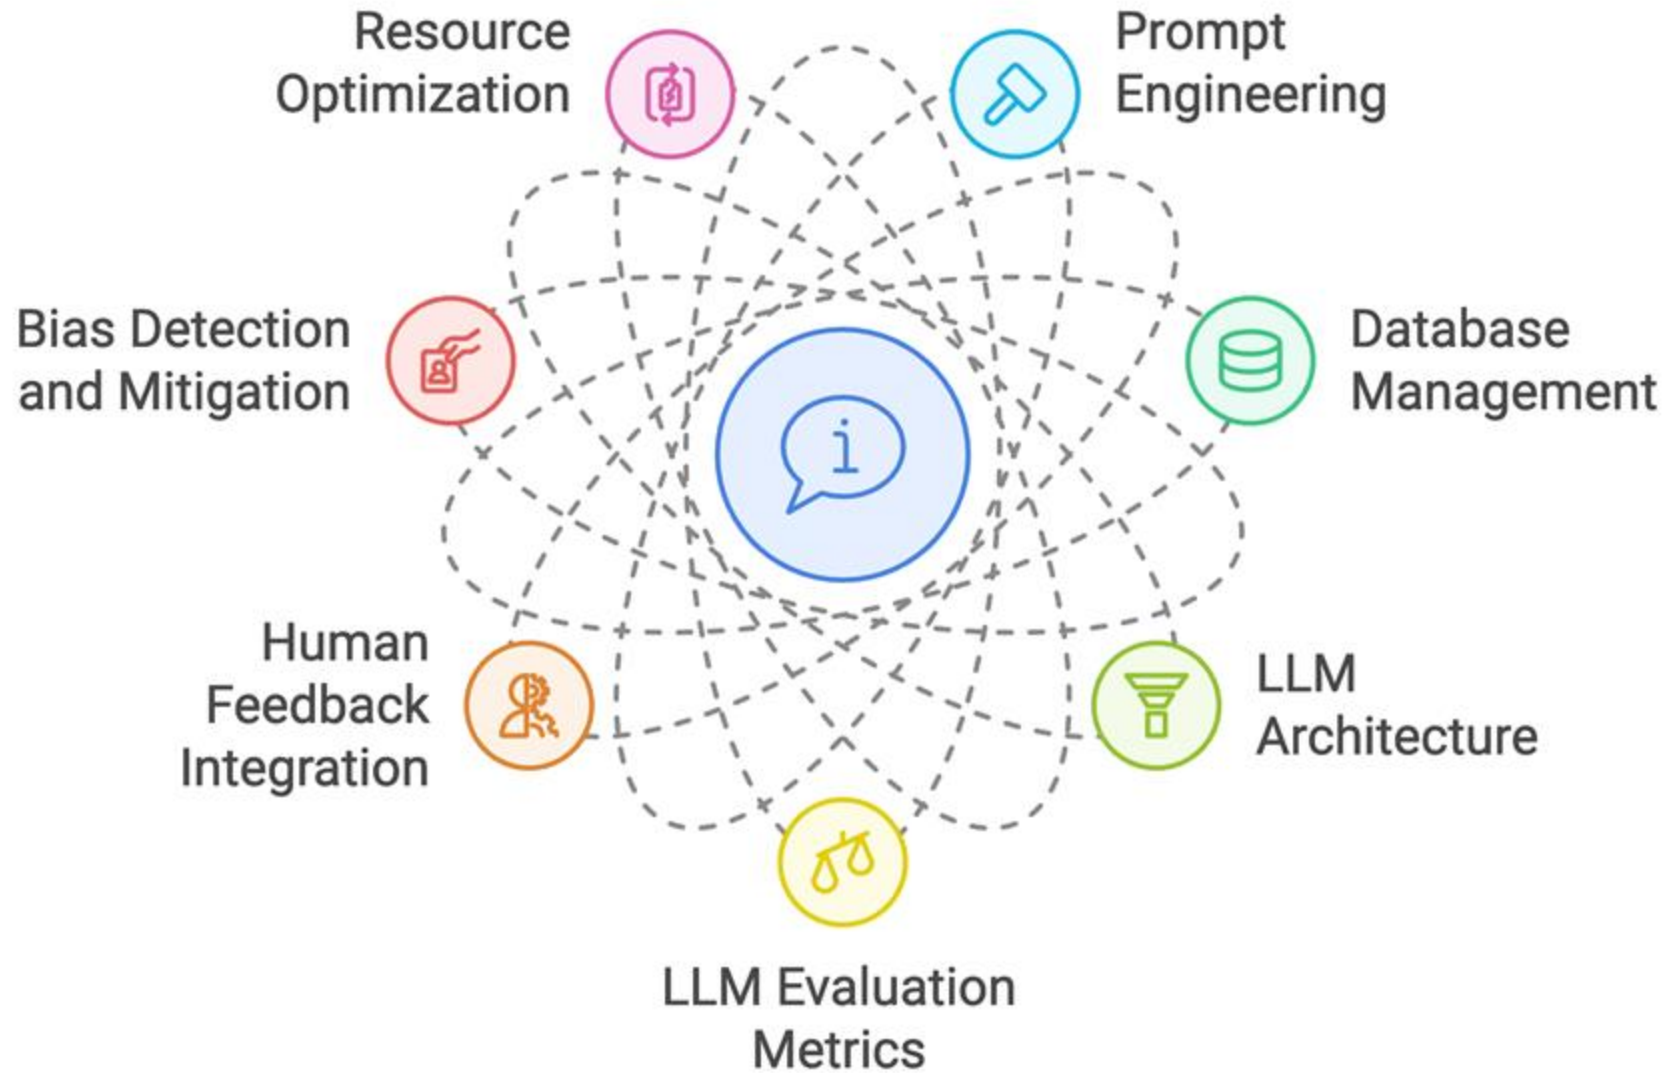 Resource
Optimization
Prompt
Engineering
Bias Detection
and Mitigation
i
Database
Management
Human
Feedback
Integration
LLM
Architecture
LLM Evaluation
Metrics